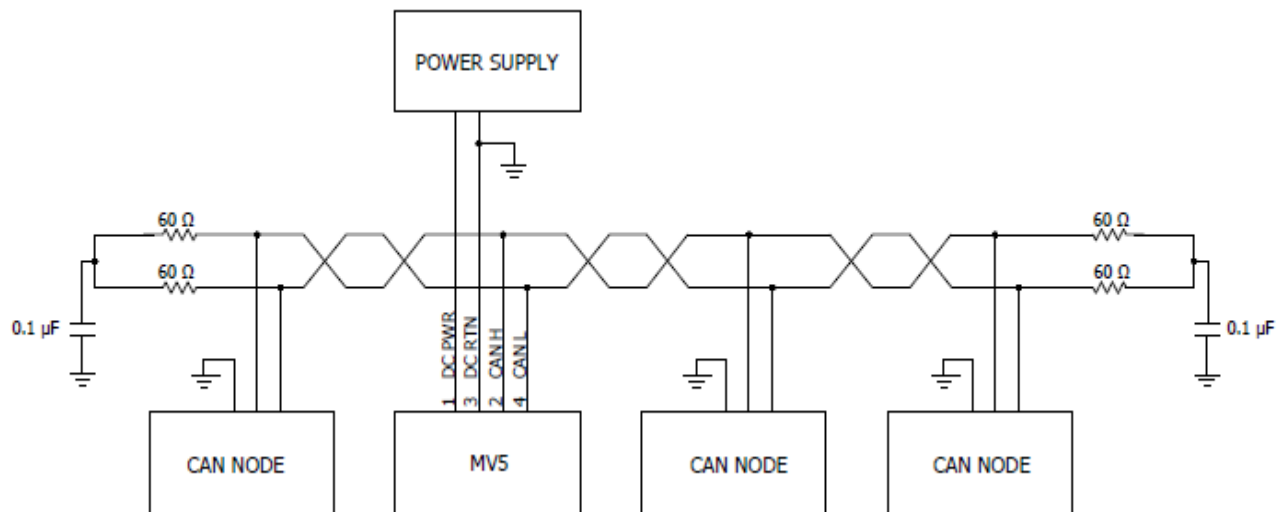 POWER SUPPLY
60 Ω
60 Ω
60 Ω
60 Ω
0.1 µF
0.1 µF
1 DC PWR
3 DC RTN
2 CAN H
4 CAN L
CAN NODE
MV5
CAN NODE
CAN NODE